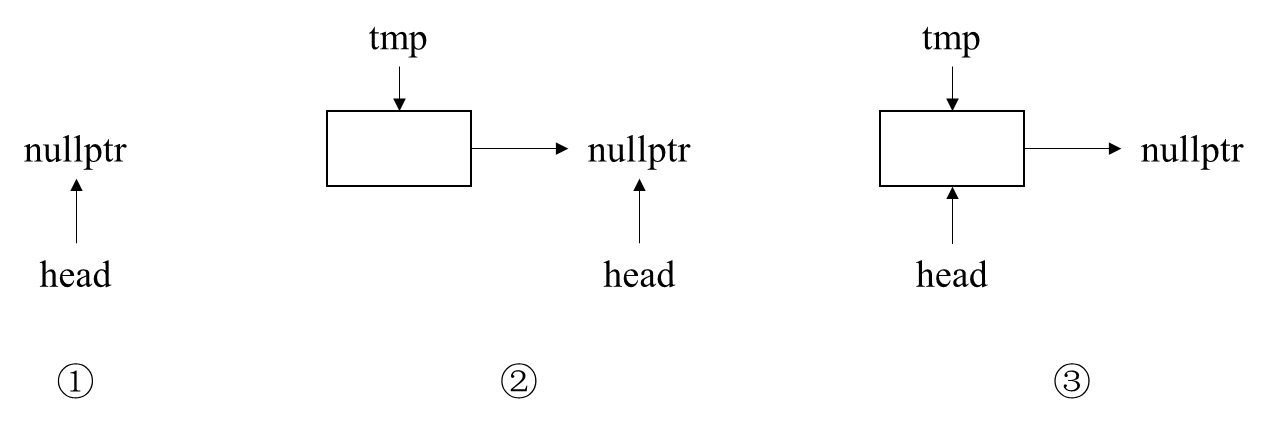 tmp
tmp
nullptr
nullptr
nullptr
head
head
head
①
②
③